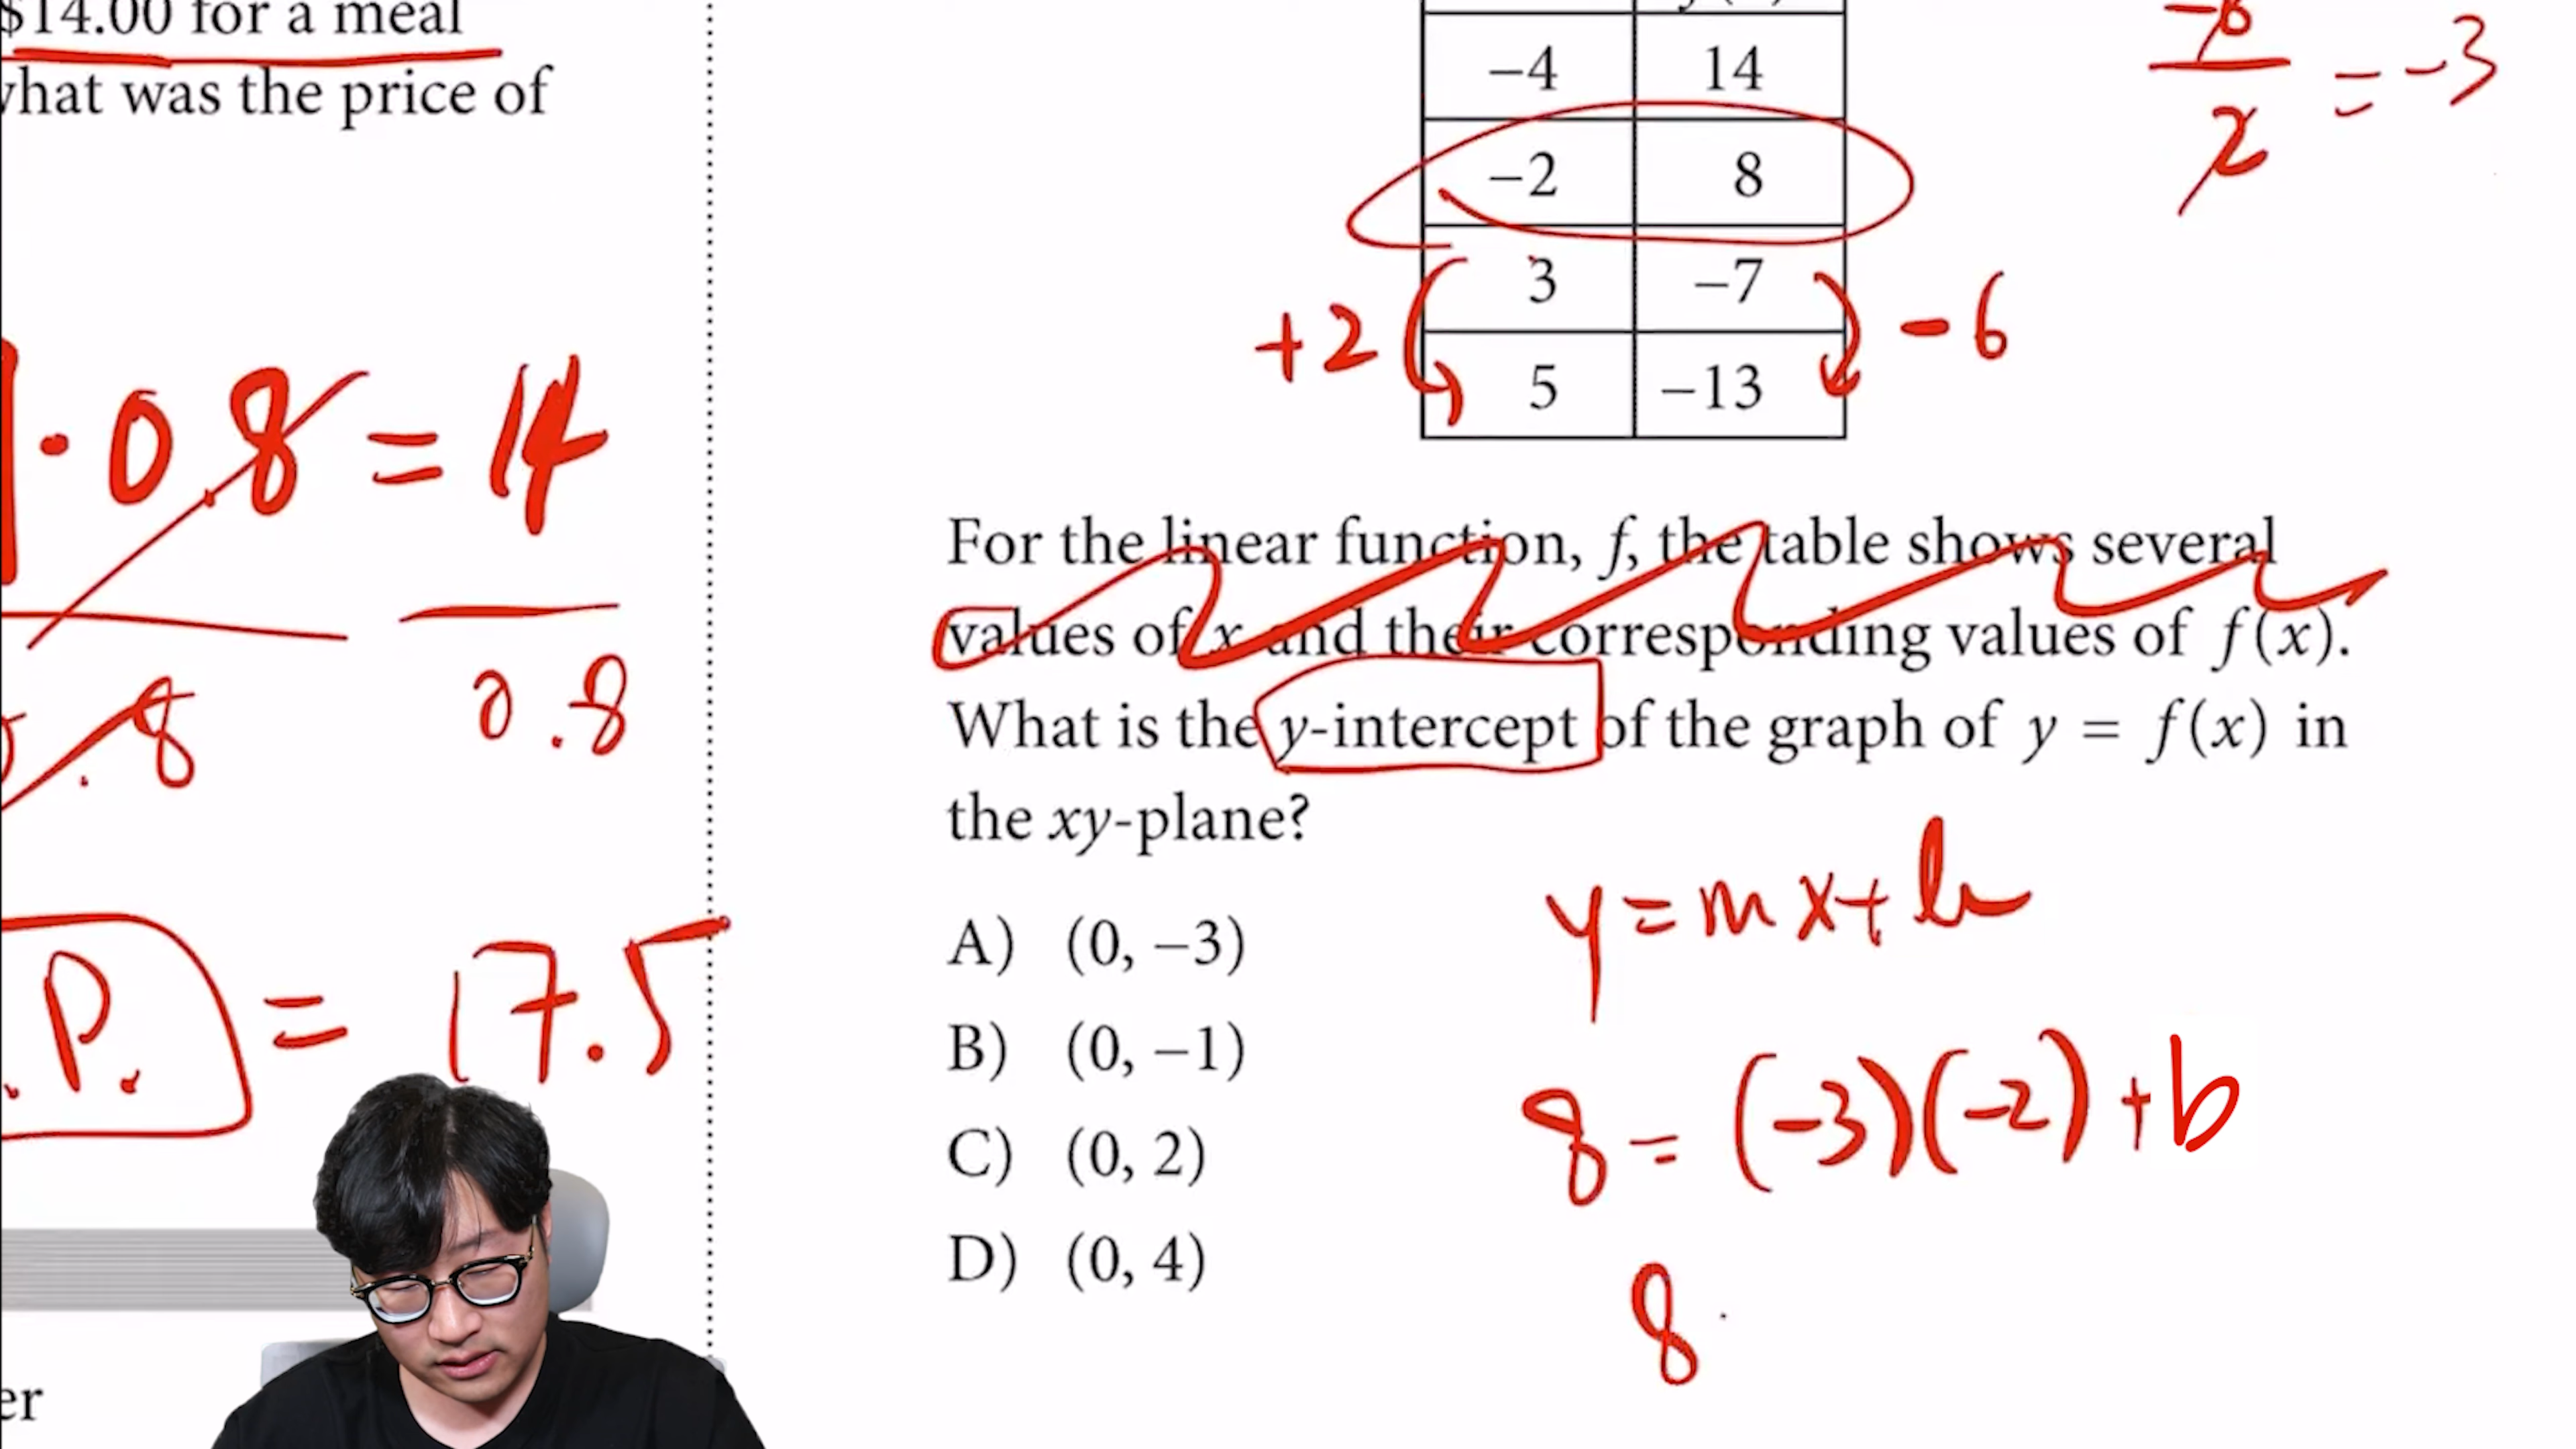 $14.00 for a meal
what was the price of
· 0 8 = 14
0.8
. 8
. P. = 17.5
er
−4 14
−2 8
3 −7
5 −13
+2
-6
-6
2
= -3
For the linear function, f, the table shows several
values of x and their corresponding values of f(x).
What is the y-intercept of the graph of y = f(x) in
the xy-plane?
A) (0, −3)
B) (0, −1)
C) (0, 2)
D) (0, 4)
y = mx + b
8 = (-3)(-2) + b
8